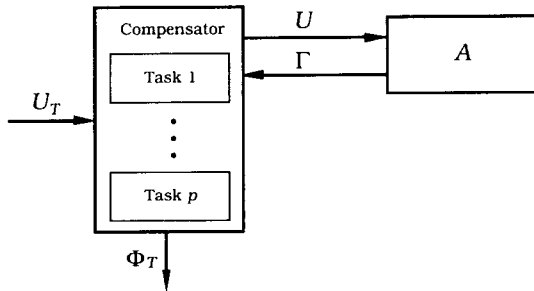 Compensator
U
A
Task 1
Γ
U_T
Task p
Φ_T